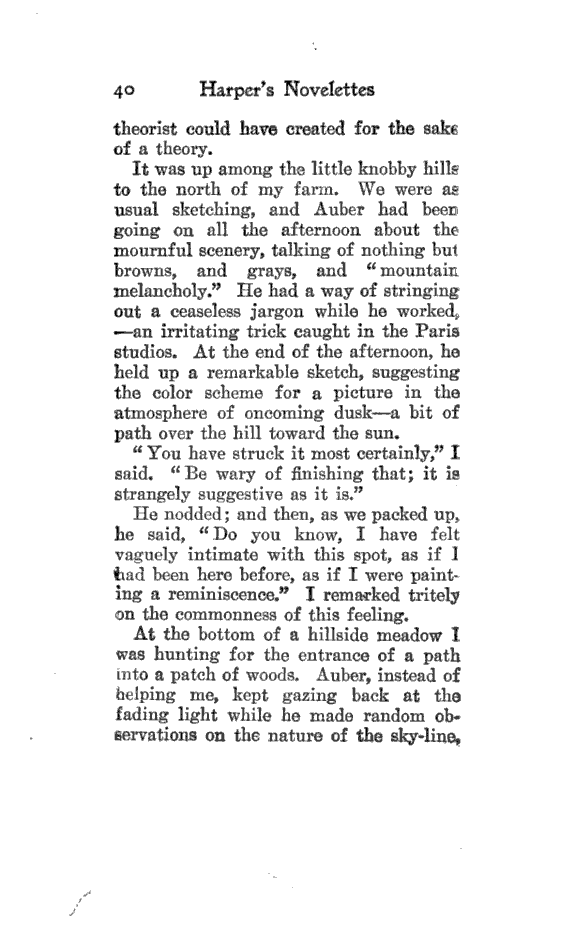 40 Harper's Novelettes
theorist could have created for the sake
of a theory.
It was up among the little knobby hills
to the north of my farm. We were as
usual sketching, and Auber had been
going on all the afternoon about the
mournful scenery, talking of nothing but
browns, and grays, and "mountain
melancholy." He had a way of stringing
out a ceaseless jargon while he worked,
—an irritating trick caught in the Paris
studios. At the end of the afternoon, he
held up a remarkable sketch, suggesting
the color scheme for a picture in the
atmosphere of oncoming dusk—a bit of
path over the hill toward the sun.
"You have struck it most certainly," I
said. "Be wary of finishing that; it is
strangely suggestive as it is."
He nodded; and then, as we packed up,
he said, "Do you know, I have felt
vaguely intimate with this spot, as if I
had been here before, as if I were paint-
ing a reminiscence." I remarked tritely
on the commonness of this feeling.
At the bottom of a hillside meadow I
was hunting for the entrance of a path
into a patch of woods. Auber, instead of
helping me, kept gazing back at the
fading light while he made random ob-
servations on the nature of the sky-line,